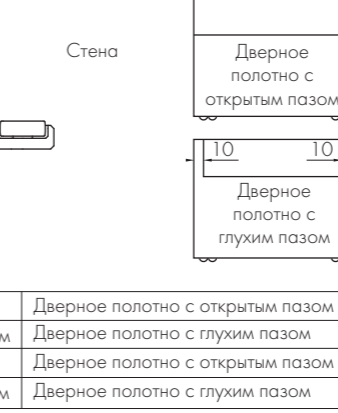 Стена
Дверное
полотно с
открытым пазом
10 10
Дверное
полотно с
глухим пазом
Дверное полотно с открытым пазом
м Дверное полотно с глухим пазом
Дверное полотно с открытым пазом
м Дверное полотно с глухим пазом